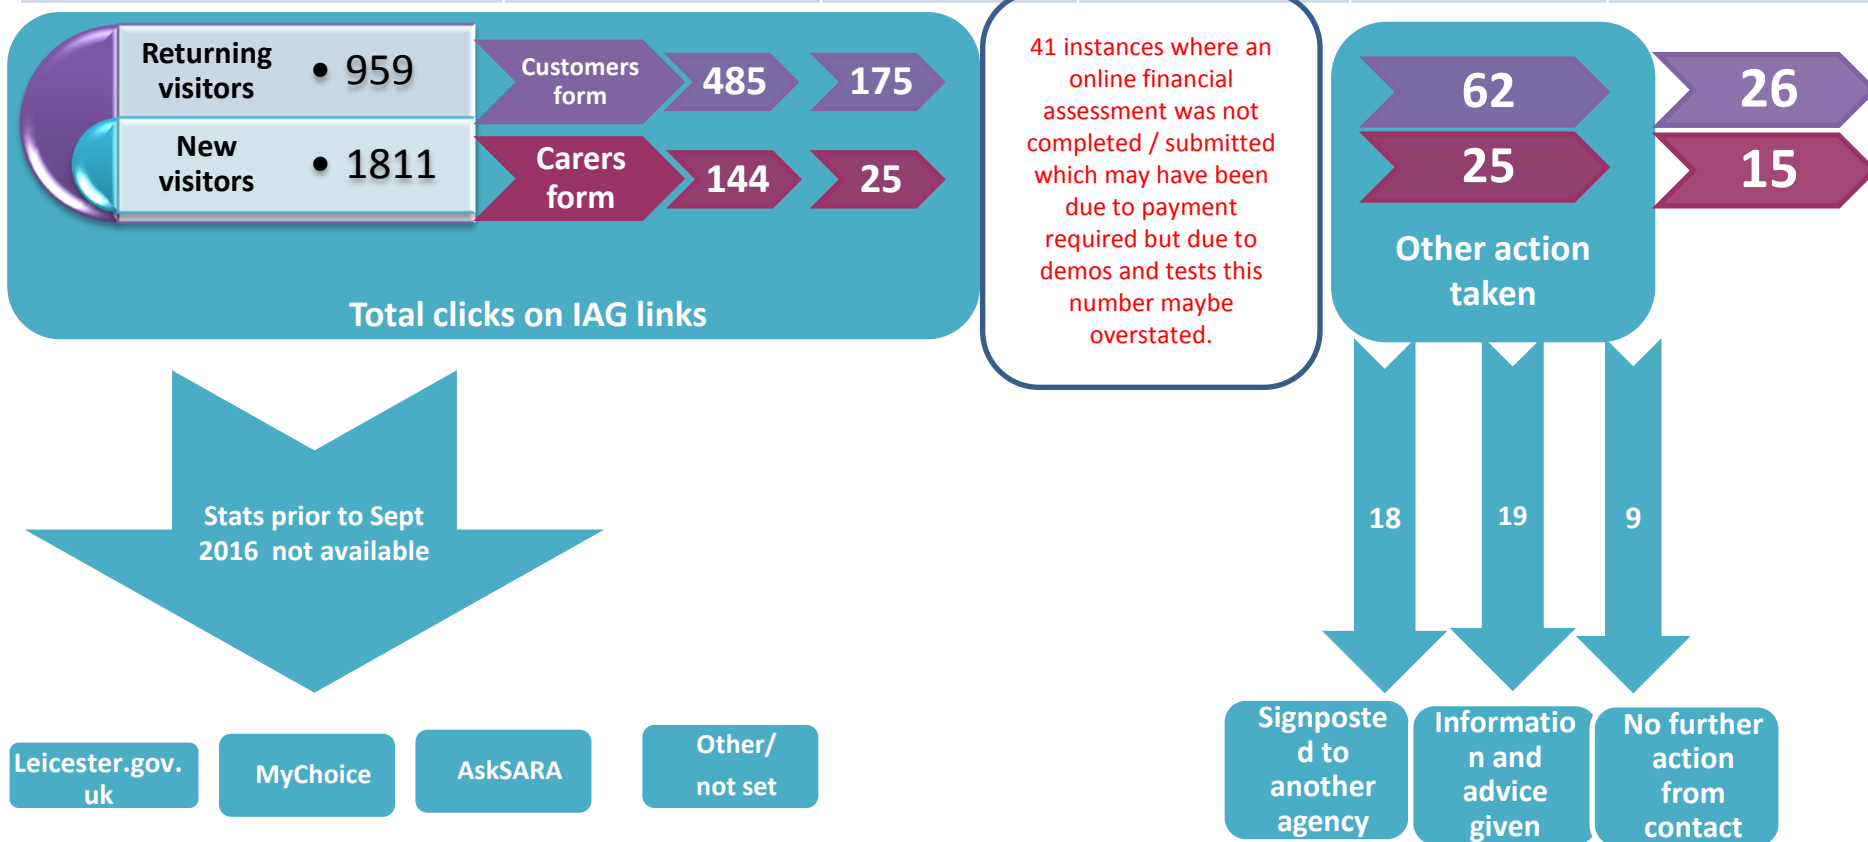 Returning
visitors
• 959
Customers
form
485
175
New
visitors
• 1811
Carers
form
144
25
Total clicks on IAG links
41 instances where an
online financial
assessment was not
completed / submitted
which may have been
due to payment
required but due to
demos and tests this
number maybe
overstated.
62
26
25
15
Other action
taken
Stats prior to Sept
2016 not available
18
19
9
Leicester.gov.
uk
MyChoice
AskSARA
Other/
not set
Signposte
d to
another
agency
Informatio
n and
advice
given
No further
action
from
contact